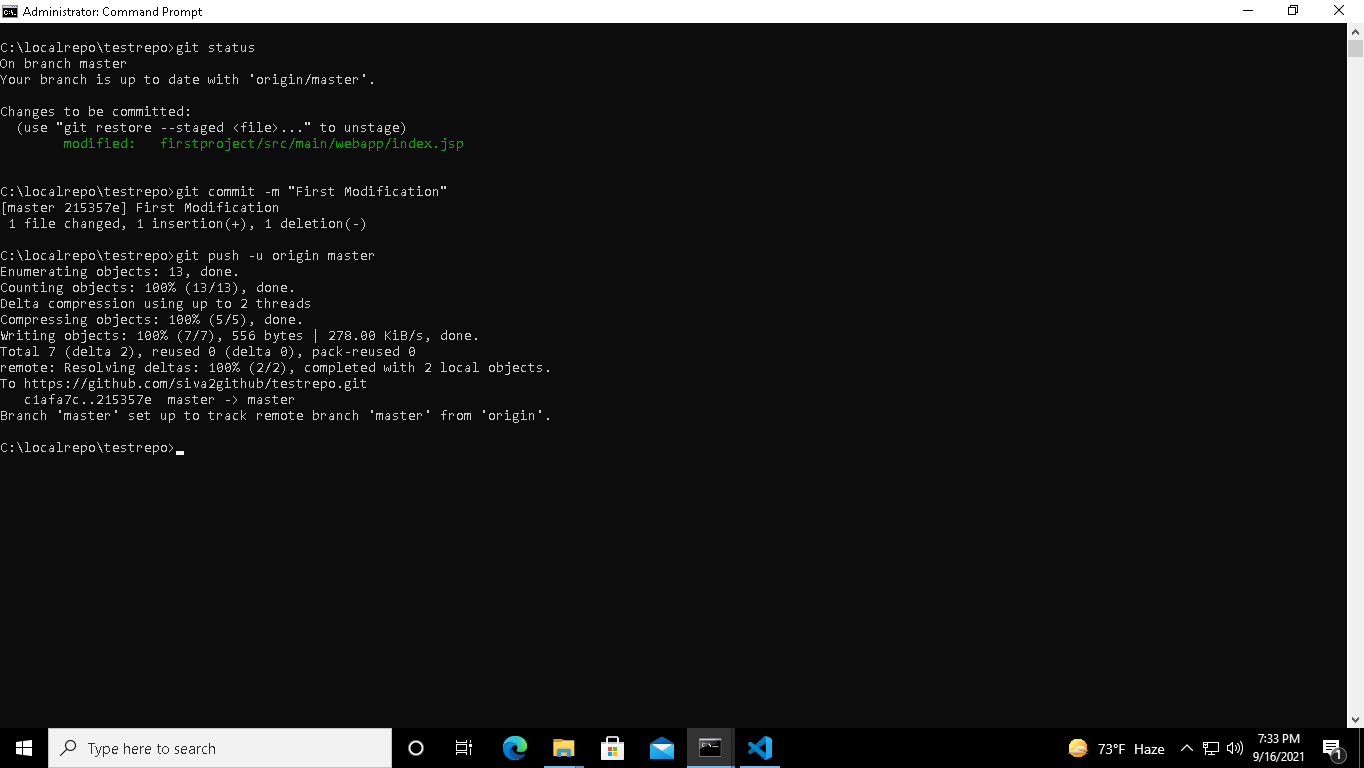 Administrator: Command Prompt
C:\localrepo\testrepo>git status
On branch master
Your branch is up to date with 'origin/master'.
Changes to be committed:
  (use "git restore --staged <file>..." to unstage)
        modified:   firstproject/src/main/webapp/index.jsp
C:\localrepo\testrepo>git commit -m "First Modification"
[master 215357e] First Modification
 1 file changed, 1 insertion(+), 1 deletion(-)
C:\localrepo\testrepo>git push -u origin master
Enumerating objects: 13, done.
Counting objects: 100% (13/13), done.
Delta compression using up to 2 threads
Compressing objects: 100% (5/5), done.
Writing objects: 100% (7/7), 556 bytes | 278.00 KiB/s, done.
Total 7 (delta 2), reused 0 (delta 0), pack-reused 0
remote: Resolving deltas: 100% (2/2), completed with 2 local objects.
To https://github.com/siva2github/testrepo.git
   c1afa7c..215357e  master -> master
Branch 'master' set up to track remote branch 'master' from 'origin'.
C:\localrepo\testrepo>
Type here to search
73°F Haze
7:33 PM
9/16/2021
1